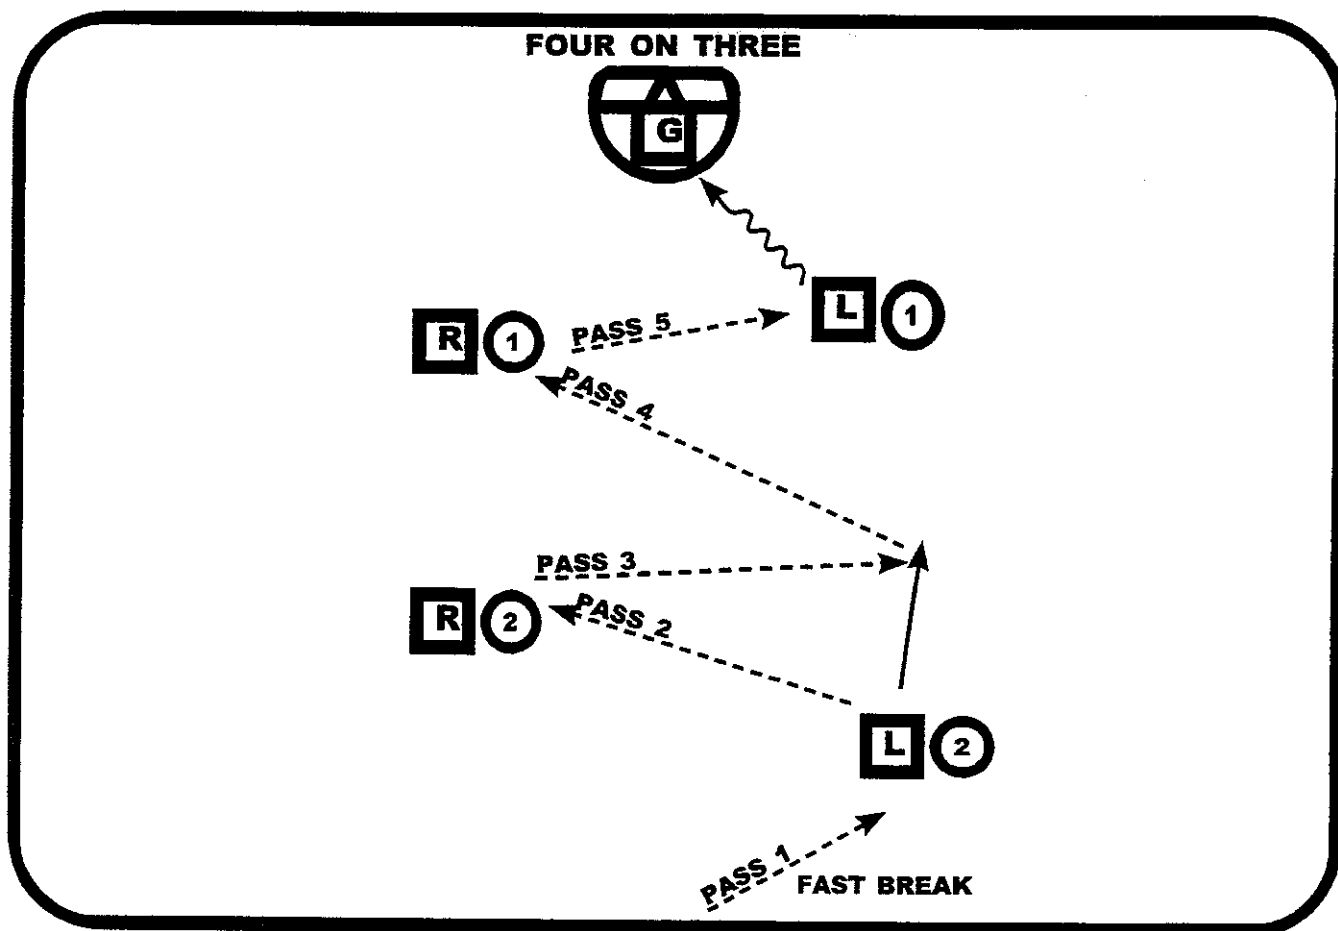 FOUR ON THREE
G
L 1
R 1
PASS 5
PASS 4
PASS 3
R 2
PASS 2
L 2
PASS 1
FAST BREAK